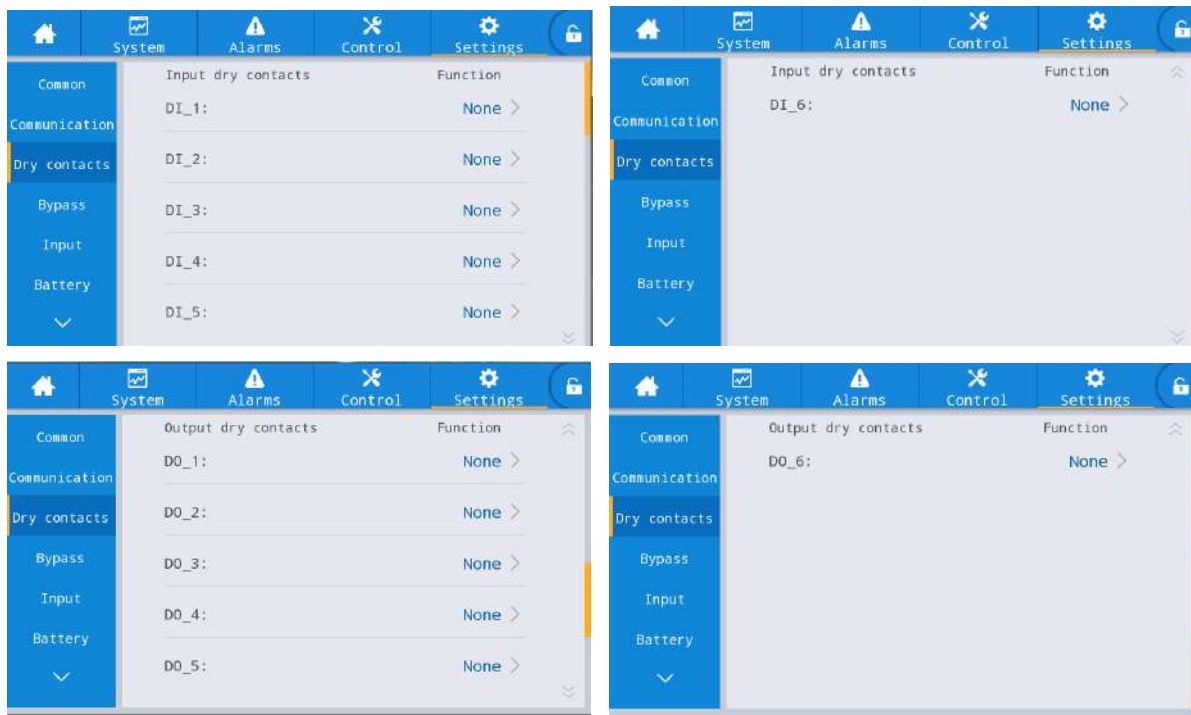 System Alarms Control Settings
Common
Communication
Dry contacts
Bypass
Input
Battery
Input dry contacts Function
DI_1: None
DI_2: None
DI_3: None
DI_4: None
DI_5: None
System Alarms Control Settings
Common
Communication
Dry contacts
Bypass
Input
Battery
Input dry contacts Function
DI_6: None
System Alarms Control Settings
Common
Communication
Dry contacts
Bypass
Input
Battery
Output dry contacts Function
DO_1: None
DO_2: None
DO_3: None
DO_4: None
DO_5: None
System Alarms Control Settings
Common
Communication
Dry contacts
Bypass
Input
Battery
Output dry contacts Function
DO_6: None